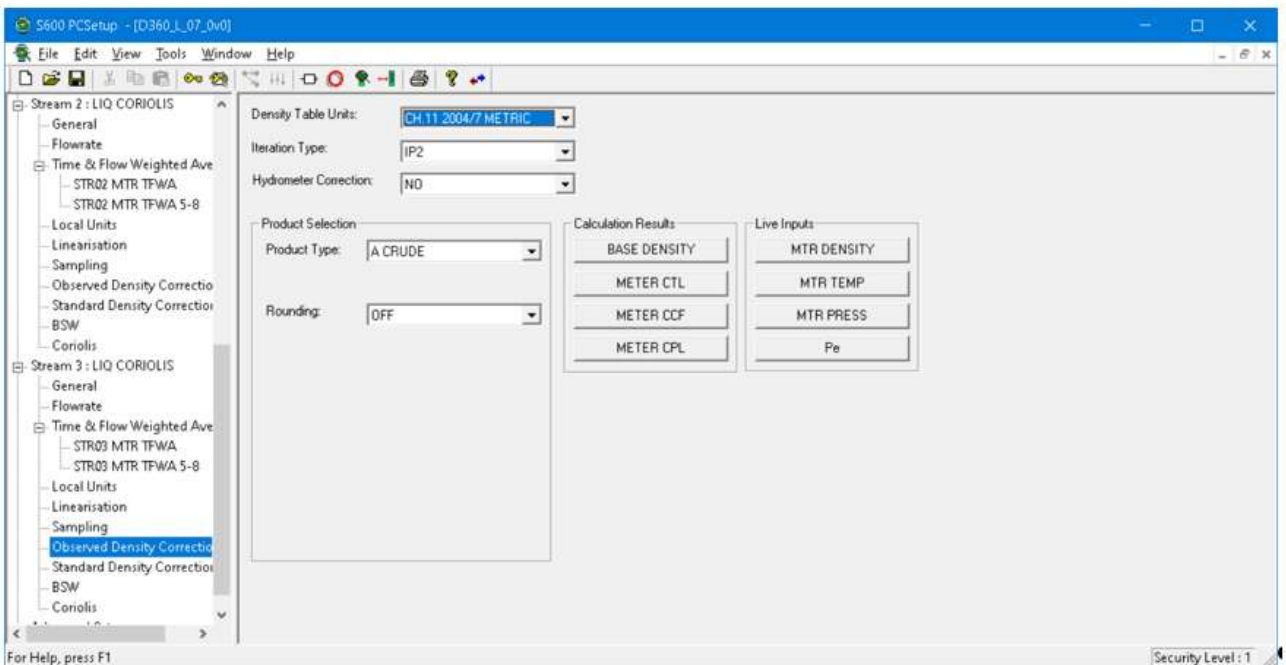 S600 PCSetup - [D360_L_07_0v0]
File Edit View Tools Window Help
Stream 2 : LIQ CORIOLIS
General
Flowrate
Time & Flow Weighted Ave
STR02 MTR TFWA
STR02 MTR TFWA 5-8
Local Units
Linearisation
Sampling
Observed Density Correctio
Standard Density Correction
BSW
Coriolis
Stream 3 : LIQ CORIOLIS
General
Flowrate
Time & Flow Weighted Ave
STR03 MTR TFWA
STR03 MTR TFWA 5-8
Local Units
Linearisation
Sampling
Observed Density Correctio
Standard Density Correction
BSW
Coriolis
Density Table Units: CH.11 2004/7 METRIC
Iteration Type: IP2
Hydrometer Correction: NO
Product Selection
Product Type: A CRUDE
Rounding: OFF
Calculation Results
BASE DENSITY
METER CTL
METER CCF
METER CPL
Live Inputs
MTR DENSITY
MTR TEMP
MTR PRESS
Pe
For Help, press F1
Security Level : 1